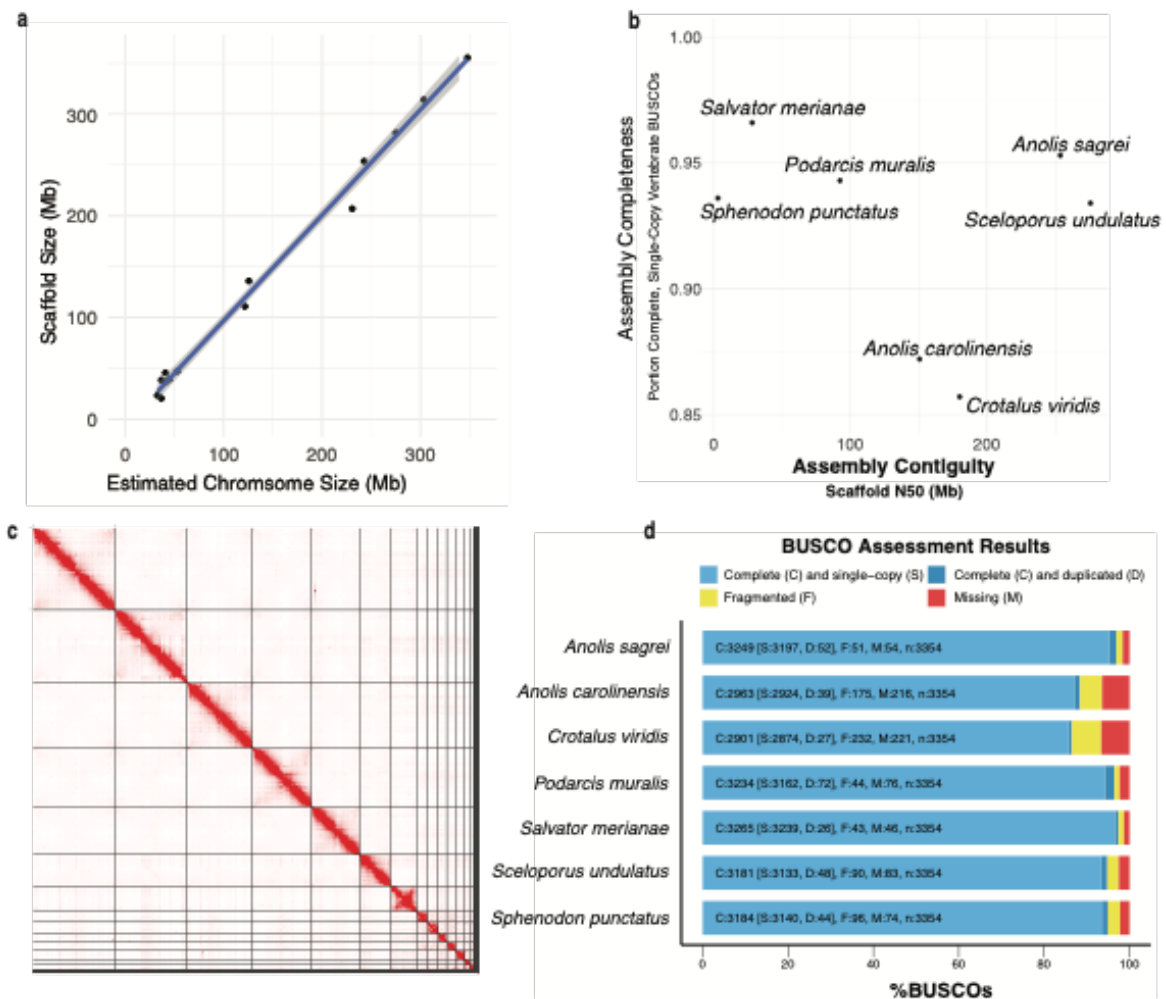 a
300
200
100
0
Scaffold Size (Mb)
0 100 200 300
Estimated Chromsome Size (Mb)
b
1.00
0.95
0.90
0.85
Assembly Completeness
Portion Complete, Single-Copy Vertebrate BUSCOs
Salvator merianae
Anolis sagrei
Podarcis muralis
Sphenodon punctatus
Sceloporus undulatus
Anolis carolinensis
Crotalus viridis
0 100 200
Assembly Contiguity
Scaffold N50 (Mb)
c
d
BUSCO Assessment Results
Complete (C) and single-copy (S) Complete (C) and duplicated (D)
Fragmented (F) Missing (M)
Anolis sagrei C:3249 [S:3197, D:52], F:51, M:54, n:3354
Anolis carolinensis C:2963 [S:2924, D:39], F:175, M:216, n:3354
Crotalus viridis C:2901 [S:2874, D:27], F:232, M:221, n:3354
Podarcis muralis C:3234 [S:3162, D:72], F:44, M:76, n:3354
Salvator merianae C:3265 [S:3239, D:26], F:43, M:46, n:3354
Sceloporus undulatus C:3181 [S:3133, D:48], F:90, M:83, n:3354
Sphenodon punctatus C:3184 [S:3140, D:44], F:96, M:74, n:3354
0 20 40 60 80 100
%BUSCOs